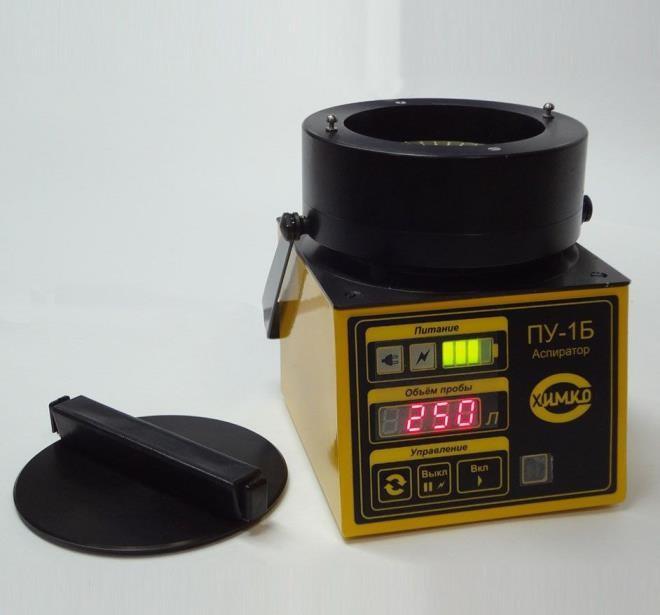 Питание
ПУ-1Б
Аспиратор
Объём пробы
250 л
ХИМКО
Управление
Выкл
Вкл